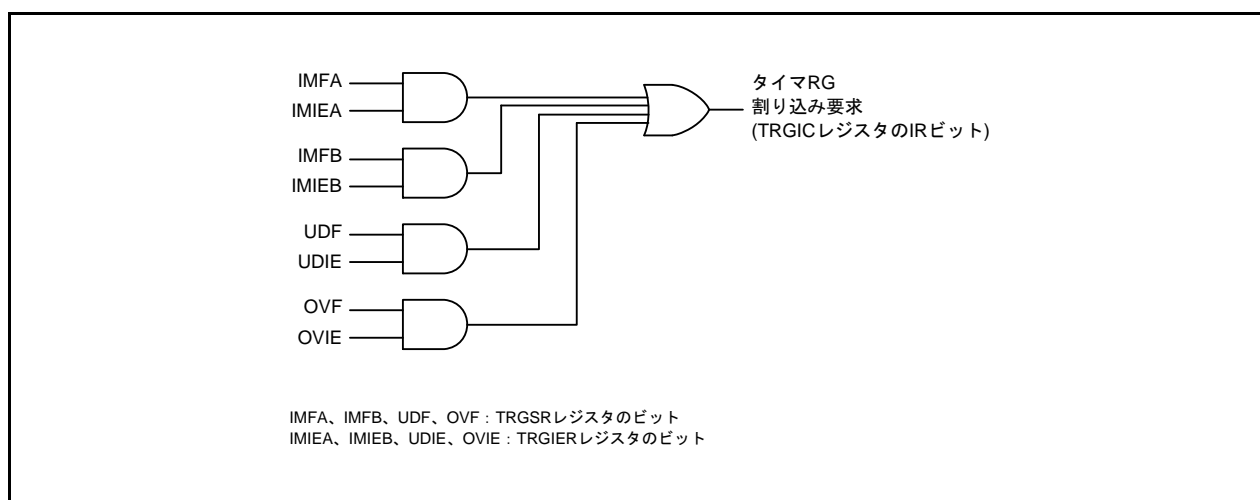 IMFA
IMIEA
IMFB
IMIEB
UDF
UDIE
OVF
OVIE
タイマRG
割り込み要求
(TRGICレジスタのIRビット)
IMFA、IMFB、UDF、OVF：TRGSRレジスタのビット
IMIEA、IMIEB、UDIE、OVIE：TRGIERレジスタのビット